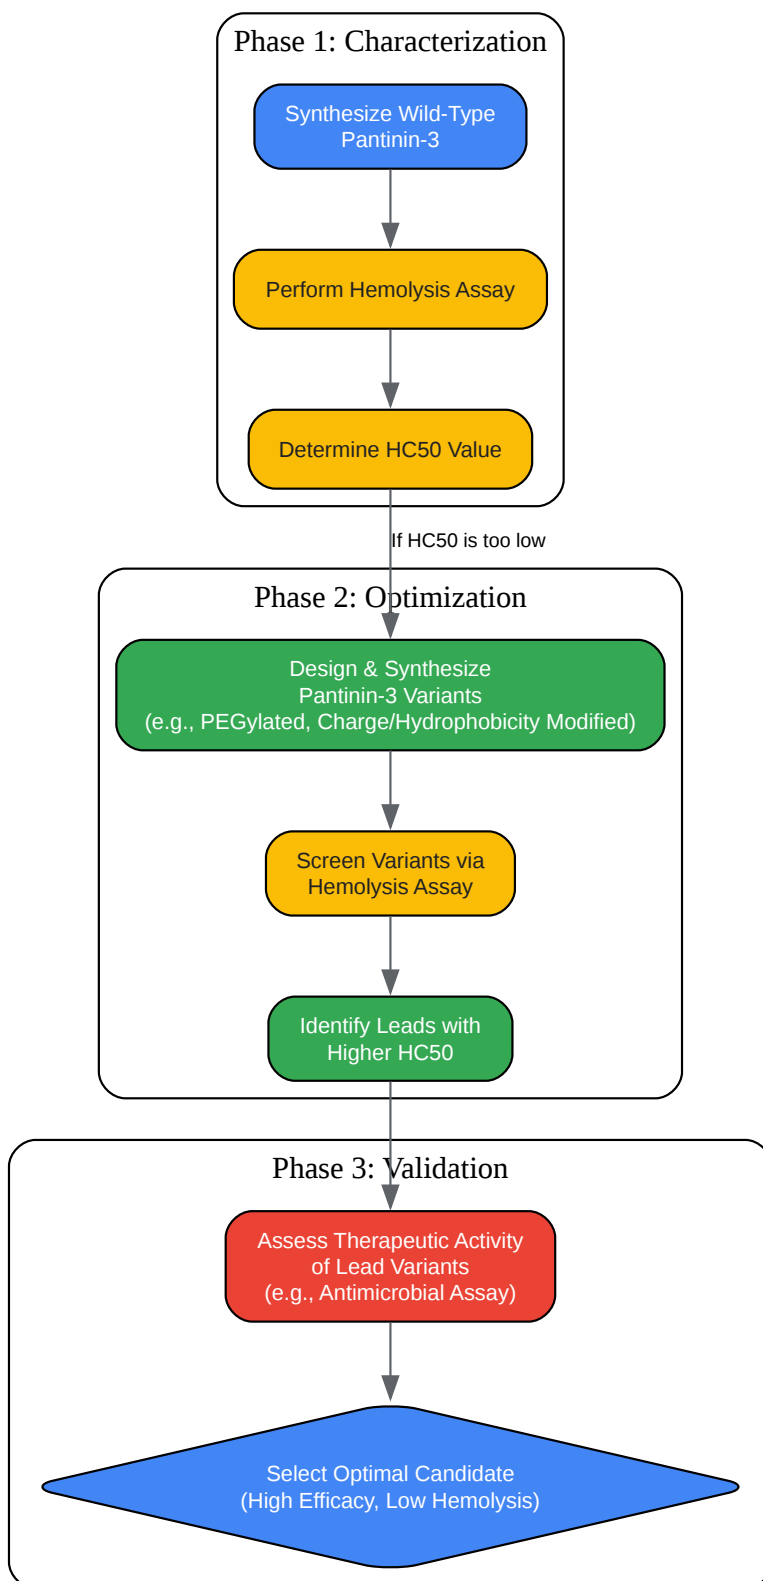 Phase 1: Characterization
Synthesize Wild-Type
Pantinin-3
Perform Hemolysis Assay
Determine HC50 Value
If HC50 is too low
Phase 2: Optimization
Design & Synthesize
Pantinin-3 Variants
(e.g., PEGylated, Charge/Hydrophobicity Modified)
Screen Variants via
Hemolysis Assay
Identify Leads with
Higher HC50
Phase 3: Validation
Assess Therapeutic Activity
of Lead Variants
(e.g., Antimicrobial Assay)
Select Optimal Candidate
(High Efficacy, Low Hemolysis)